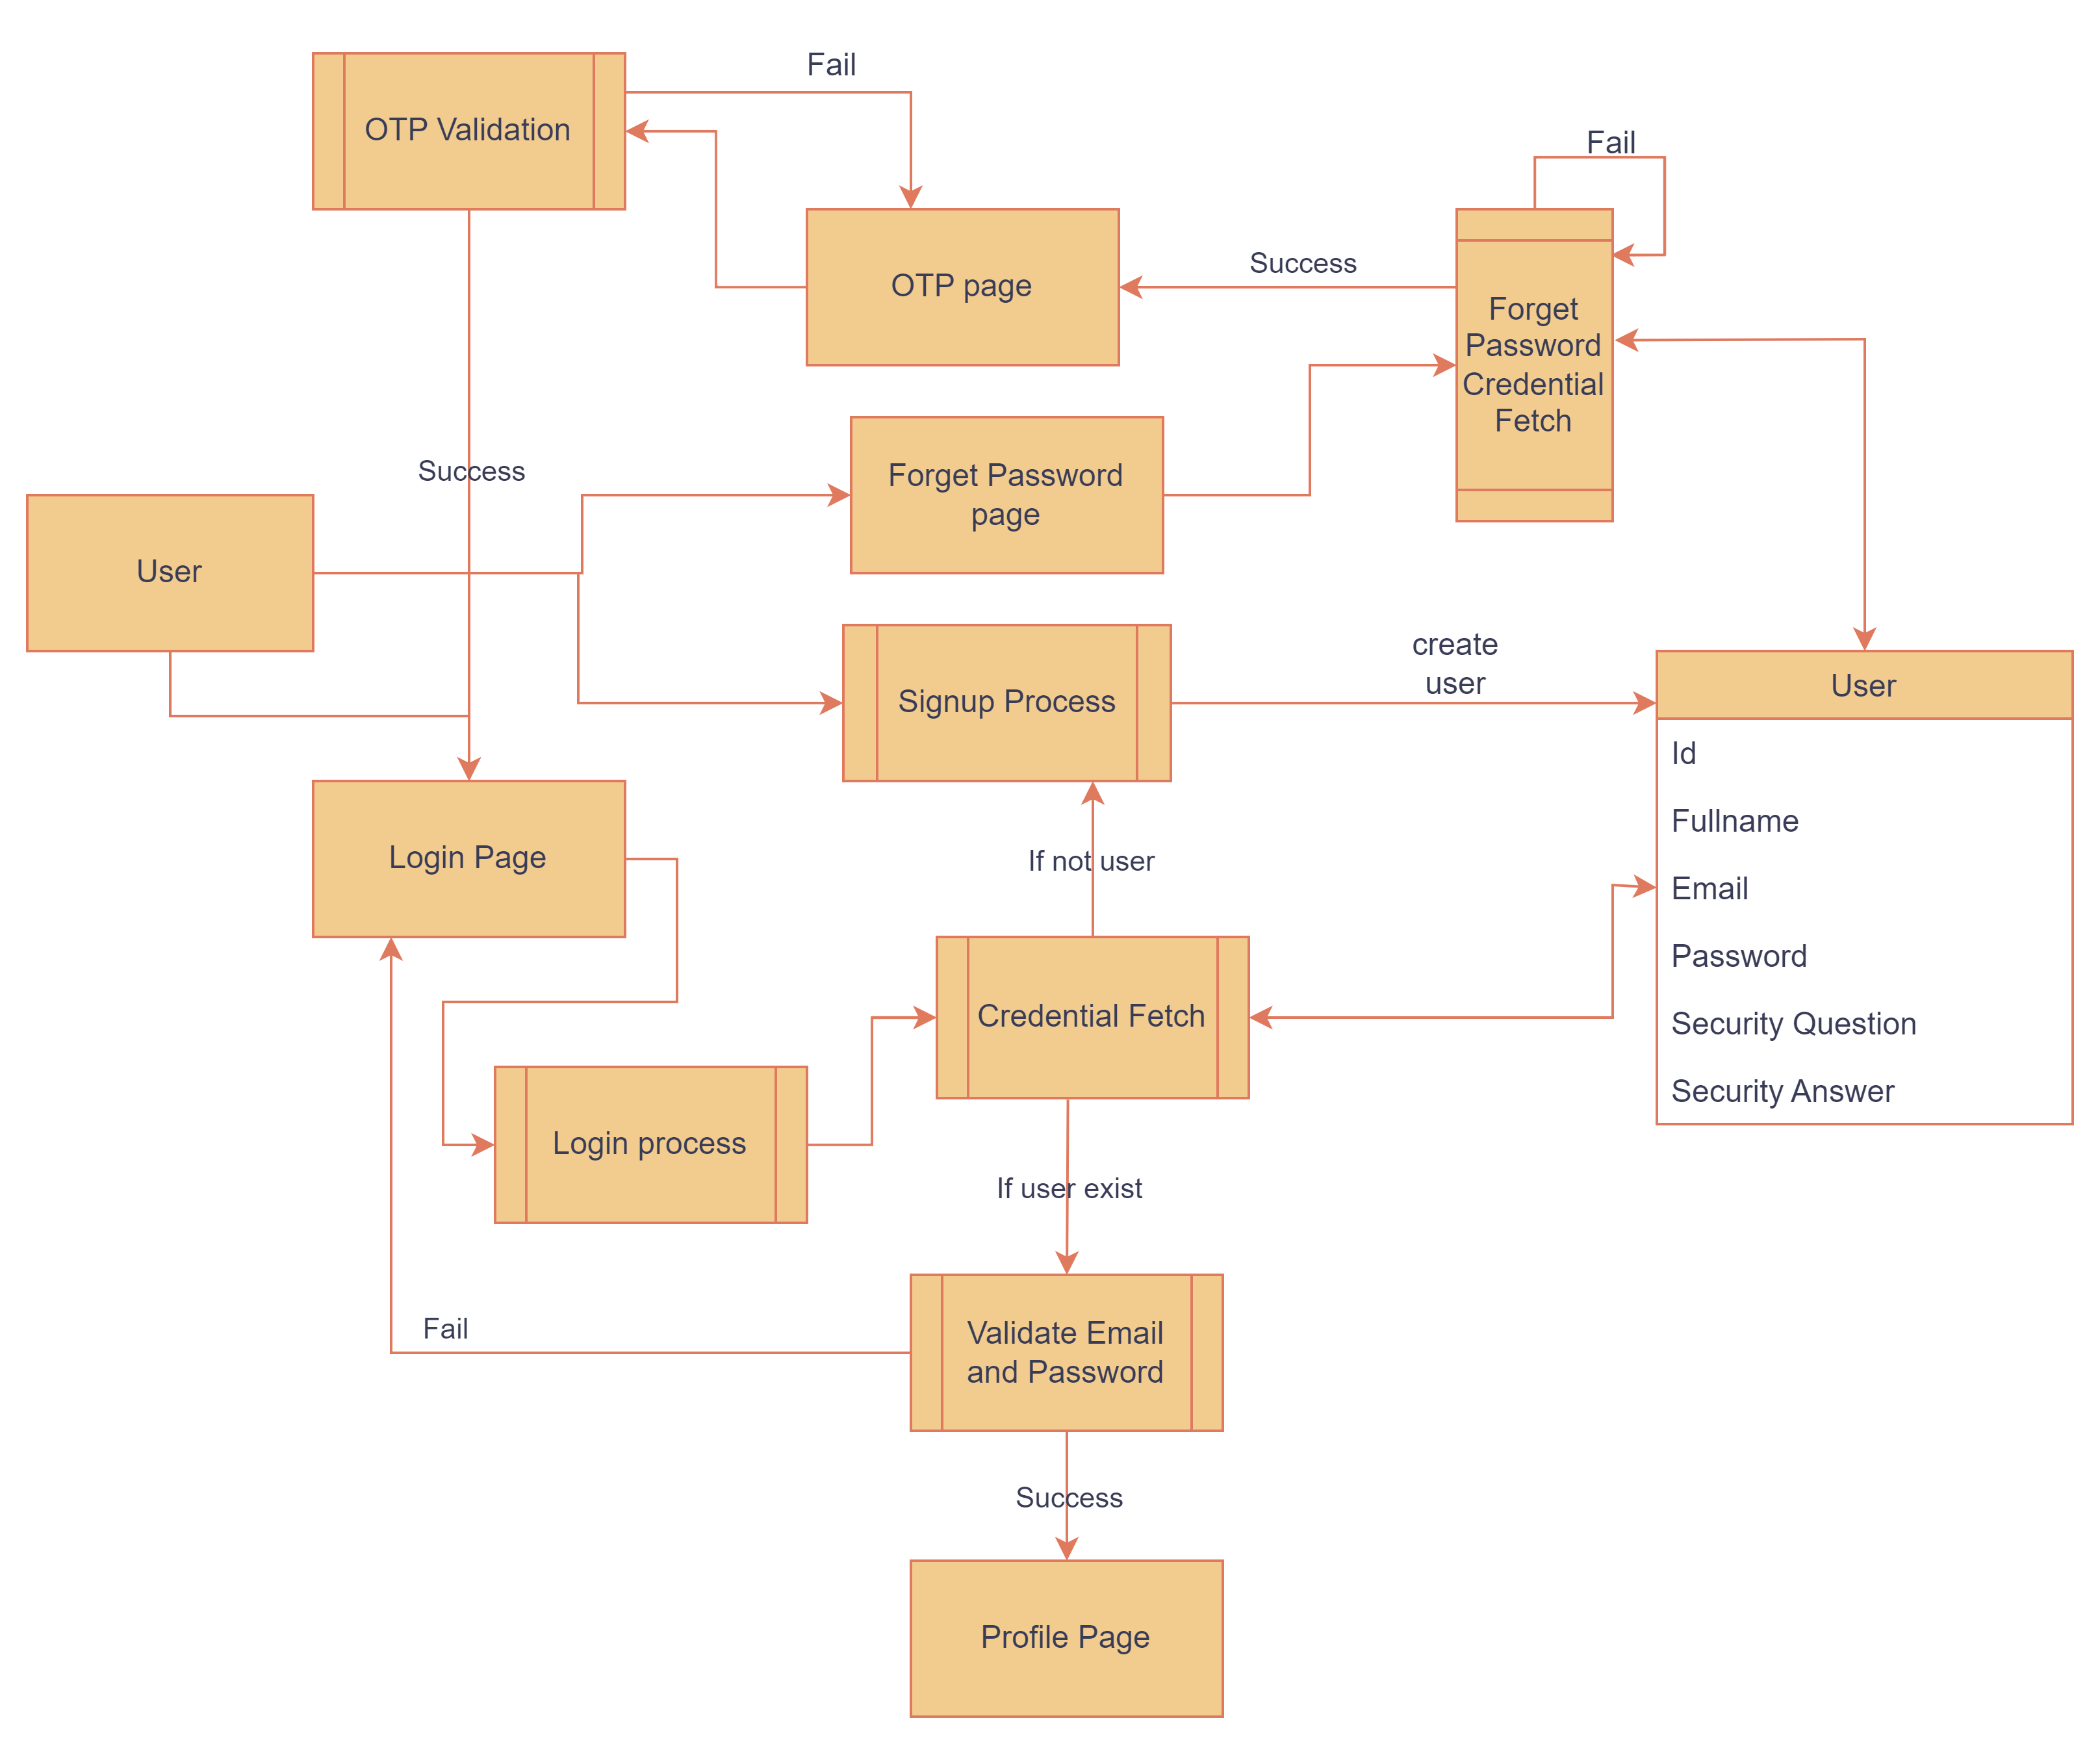 Fail
OTP Validation
Fail
Success
OTP page
Forget
Password
Credential
Fetch
Success
Forget Password
page
User
create
user
Signup Process
User
Id
Fullname
Email
Password
Security Question
Security Answer
Login Page
If not user
Credential Fetch
Login process
If user exist
Fail
Validate Email
and Password
Success
Profile Page